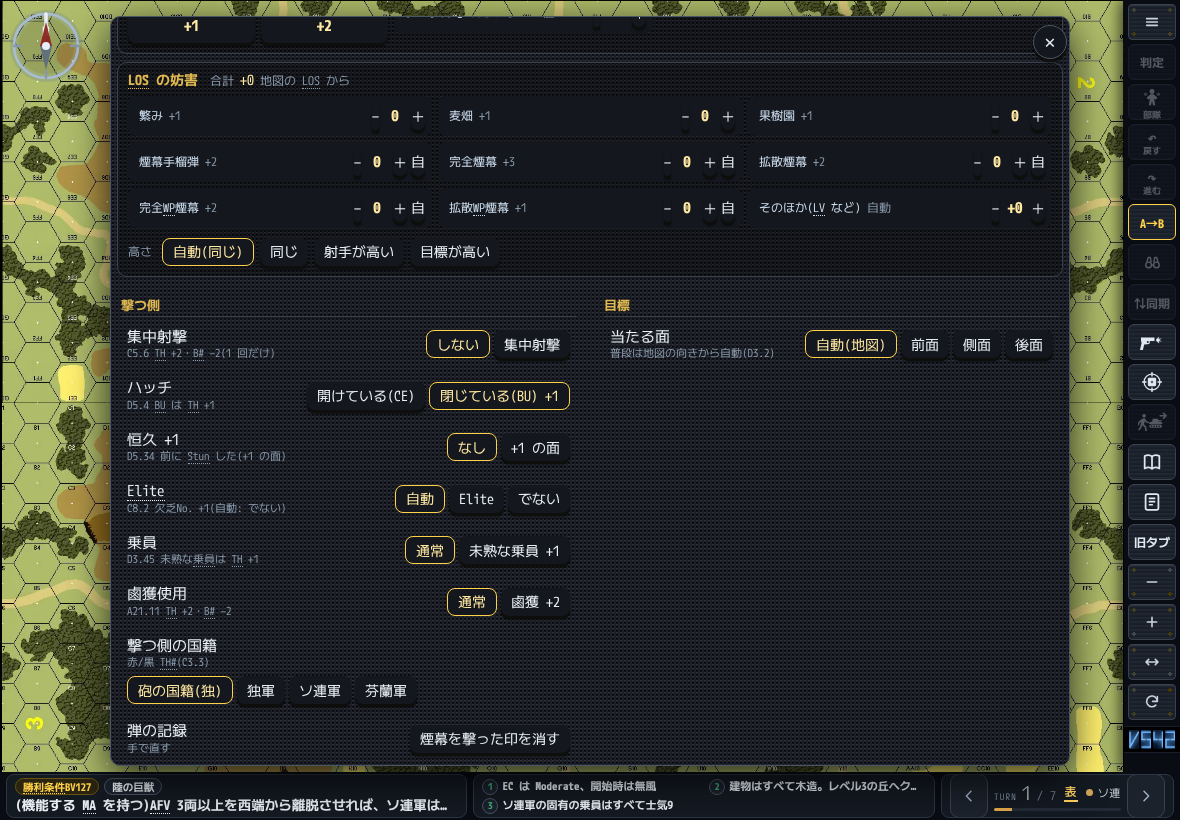 +1 +2
×
LOS の妨害 合計 +0 地図の LOS から
繁み +1 − 0 + 麦畑 +1 − 0 + 果樹園 +1 − 0 +
煙幕手榴弾 +2 − 0 + 自 完全煙幕 +3 − 0 + 自 拡散煙幕 +2 − 0 + 自
完全WP煙幕 +2 − 0 + 自 拡散WP煙幕 +1 − 0 + 自 そのほか(LV など) 自動 − +0 +
高さ 自動(同じ) 同じ 射手が高い 目標が高い
撃つ側
集中射撃 しない 集中射撃
C5.6 TH +2・B# −2(1 回だけ)
ハッチ 開けている(CE) 閉じている(BU) +1
D5.4 BU は TH +1
恒久 +1 なし +1 の面
D5.34 前に Stun した(+1 の面)
Elite 自動 Elite でない
C8.2 欠乏No. +1(自動: でない)
乗員 通常 未熟な乗員 +1
D3.45 未熟な乗員は TH +1
鹵獲使用 通常 鹵獲 +2
A21.11 TH +2・B# −2
撃つ側の国籍
赤/黒 TH#(C3.3)
砲の国籍(独) 独軍 ソ連軍 芬蘭軍
弾の記録 煙幕を撃った印を消す
手で直す
目標
当たる面 自動(地図) 前面 側面 後面
普段は地図の向きから自動(D3.2)
判定
部隊
戻す
進む
A→B
⇅同期
旧タブ
−
+
↔
VS42
2
3
勝利条件BV127 陸の巨獣
(機能する MA を持つ)AFV 3両以上を西端から離脱させれば、ソ連軍は…
1 EC は Moderate、開始時は無風 2 建物はすべて木造。レベル3の丘へク…
3 ソ連軍の固有の乗員はすべて士気9
TURN 1 / 7 表 ソ連